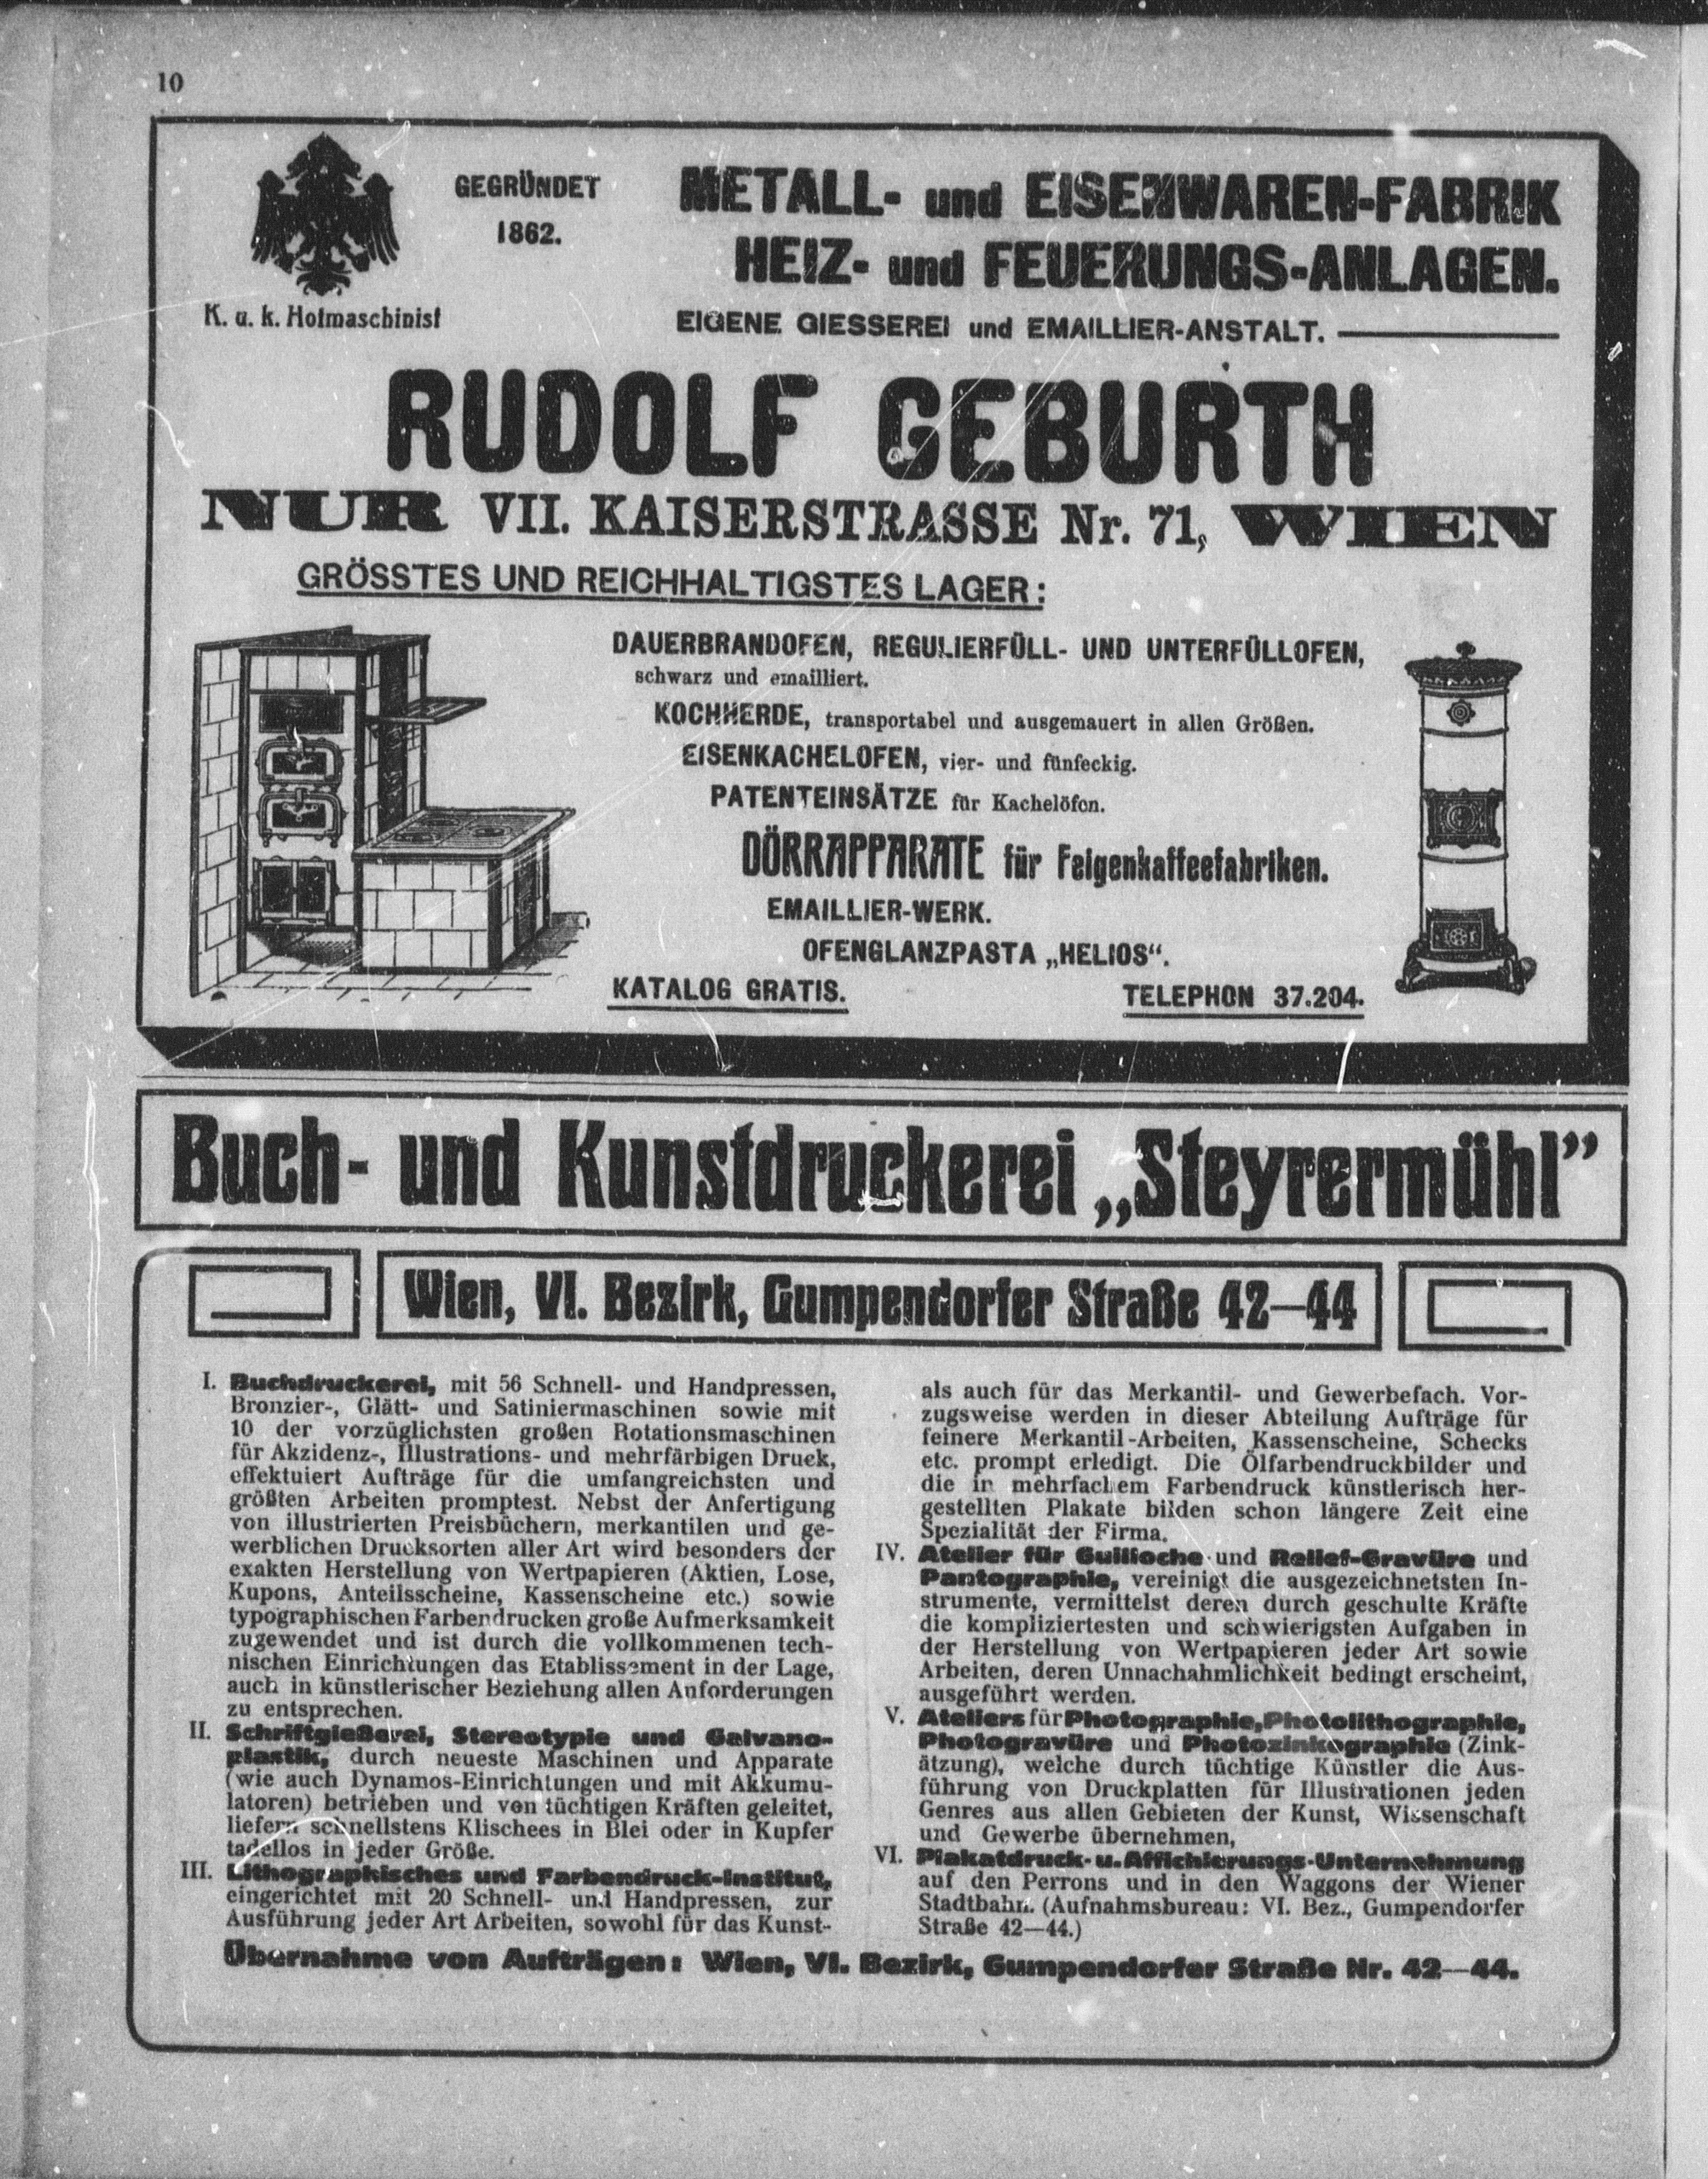 10
GEGRÜNDET
1862.
K. u. k. Hofmaschinist
METALL- und EISENWAREN-FABRIK
HEIZ- und FEUERUNGS-ANLAGEN.
EIGENE GIESSEREI und EMAILLIER-ANSTALT.
RUDOLF GEBURTH
NUR VII. KAISERSTRASSE Nr. 71, WIEN
GRÖSSTES UND REICHHALTIGSTES LAGER:
DAUERBRANDOFEN, REGULIERFÜLL- UND UNTERFÜLLOFEN,
schwarz und emailliert.
KOCHHERDE, transportabel und ausgemauert in allen Größen.
EISENKACHELOFEN, vier- und fünfeckig.
PATENTEINSÄTZE für Kachelöfen.
DÖRRAPPARATE für Feigenkaffeefabriken.
EMAILLIER-WERK.
OFENGLANZPASTA „HELIOS“.
KATALOG GRATIS.
TELEPHON 37.204.
Buch- und Kunstdruckerei „Steyrermühl”
Wien, VI. Bezirk, Gumpendorfer Straße 42—44
I. Buchdruckerei, mit 56 Schnell- und Handpressen,
Bronzier-, Glätt- und Satiniermaschinen sowie mit
10 der vorzüglichsten großen Rotationsmaschinen
für Akzidenz-, Illustrations- und mehrfärbigen Druck,
effektuiert Aufträge für die umfangreichsten und
größten Arbeiten promptest. Nebst der Anfertigung
von illustrierten Preisbüchern, merkantilen und ge-
werblichen Drucksorten aller Art wird besonders der
exakten Herstellung von Wertpapieren (Aktien, Lose,
Kupons, Anteilsscheine, Kassenscheine etc.) sowie
typographischen Farbendrucken große Aufmerksamkeit
zugewendet und ist durch die vollkommenen tech-
nischen Einrichtungen das Etablissement in der Lage,
auch in künstlerischer Beziehung allen Anforderungen
zu entsprechen.
II. Schriftgießerei, Stereotypie und Galvano-
plastik, durch neueste Maschinen und Apparate
(wie auch Dynamos-Einrichtungen und mit Akkumu-
latoren) betrieben und von tüchtigen Kräften geleitet,
liefern schnellstens Klischees in Blei oder in Kupfer
tadellos in jeder Größe.
III. Lithographisches und Farbendruck-Institut,
eingerichtet mit 20 Schnell- und Handpressen, zur
Ausführung jeder Art Arbeiten, sowohl für das Kunst-
als auch für das Merkantil- und Gewerbefach. Vor-
zugsweise werden in dieser Abteilung Aufträge für
feinere Merkantil-Arbeiten, Kassenscheine, Schecks
etc. prompt erledigt. Die Ölfarbendruckbilder und
die in mehrfachem Farbendruck künstlerisch her-
gestellten Plakate bilden schon längere Zeit eine
Spezialität der Firma.
IV. Atelier für Guilloche und Relief-Gravüre und
Pantographie, vereinigt die ausgezeichnetsten In-
strumente, vermittelst deren durch geschulte Kräfte
die kompliziertesten und schwierigsten Aufgaben in
der Herstellung von Wertpapieren jeder Art sowie
Arbeiten, deren Unnachahmlichkeit bedingt erscheint,
ausgeführt werden.
V. Ateliers für Photographie, Photolithographie,
Photogravüre und Photozinkographie (Zink-
ätzung), welche durch tüchtige Künstler die Aus-
führung von Druckplatten für Illustrationen jeden
Genres aus allen Gebieten der Kunst, Wissenschaft
und Gewerbe übernehmen,
VI. Plakatdruck- u. Affichierungs-Unternehmung
auf den Perrons und in den Waggons der Wiener
Stadtbahn. (Aufnahmsbureau: VI. Bez., Gumpendorfer
Straße 42—44.)
Übernahme von Aufträgen: Wien, VI. Bezirk, Gumpendorfer Straße Nr. 42—44.